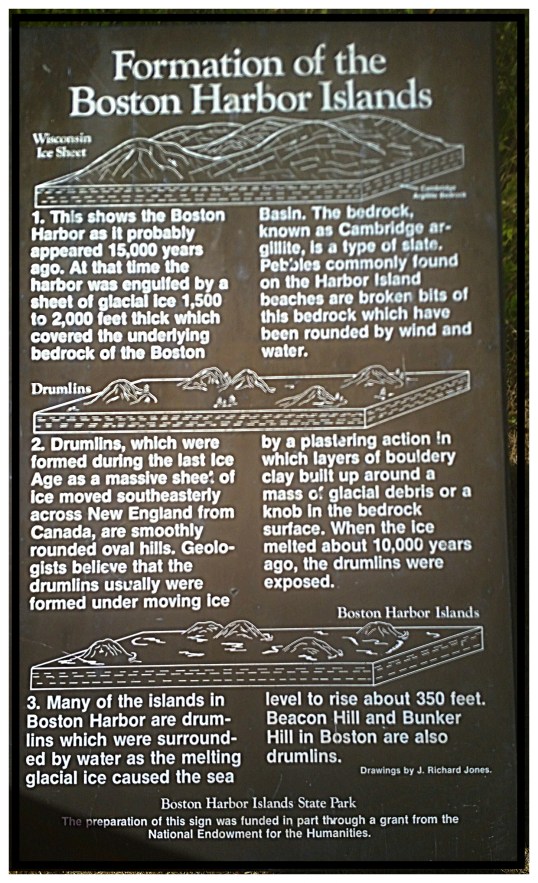 Formation of the
Boston Harbor Islands
Wisconsin
Ice Sheet
Cambridge
Argillite Bedrock
1. This shows the Boston
Harbor as it probably
appeared 15,000 years
ago. At that time the
harbor was engulfed by a
sheet of glacial ice 1,500
to 2,000 feet thick which
covered the underlying
bedrock of the Boston
Basin. The bedrock,
known as Cambridge ar-
gillite, is a type of slate.
Pebbles commonly found
on the Harbor Island
beaches are broken bits of
this bedrock which have
been rounded by wind and
water.
Drumlins
2. Drumlins, which were
formed during the last Ice
Age as a massive sheet of
ice moved southeasterly
across New England from
Canada, are smoothly
rounded oval hills. Geolo-
gists believe that the
drumlins usually were
formed under moving ice
by a plastering action in
which layers of bouldery
clay built up around a
mass of glacial debris or a
knob in the bedrock
surface. When the ice
melted about 10,000 years
ago, the drumlins were
exposed.
Boston Harbor Islands
3. Many of the islands in
Boston Harbor are drum-
lins which were surround-
ed by water as the melting
glacial ice caused the sea
level to rise about 350 feet.
Beacon Hill and Bunker
Hill in Boston are also
drumlins.
Drawings by J. Richard Jones.
Boston Harbor Islands State Park
The preparation of this sign was funded in part through a grant from the
National Endowment for the Humanities.